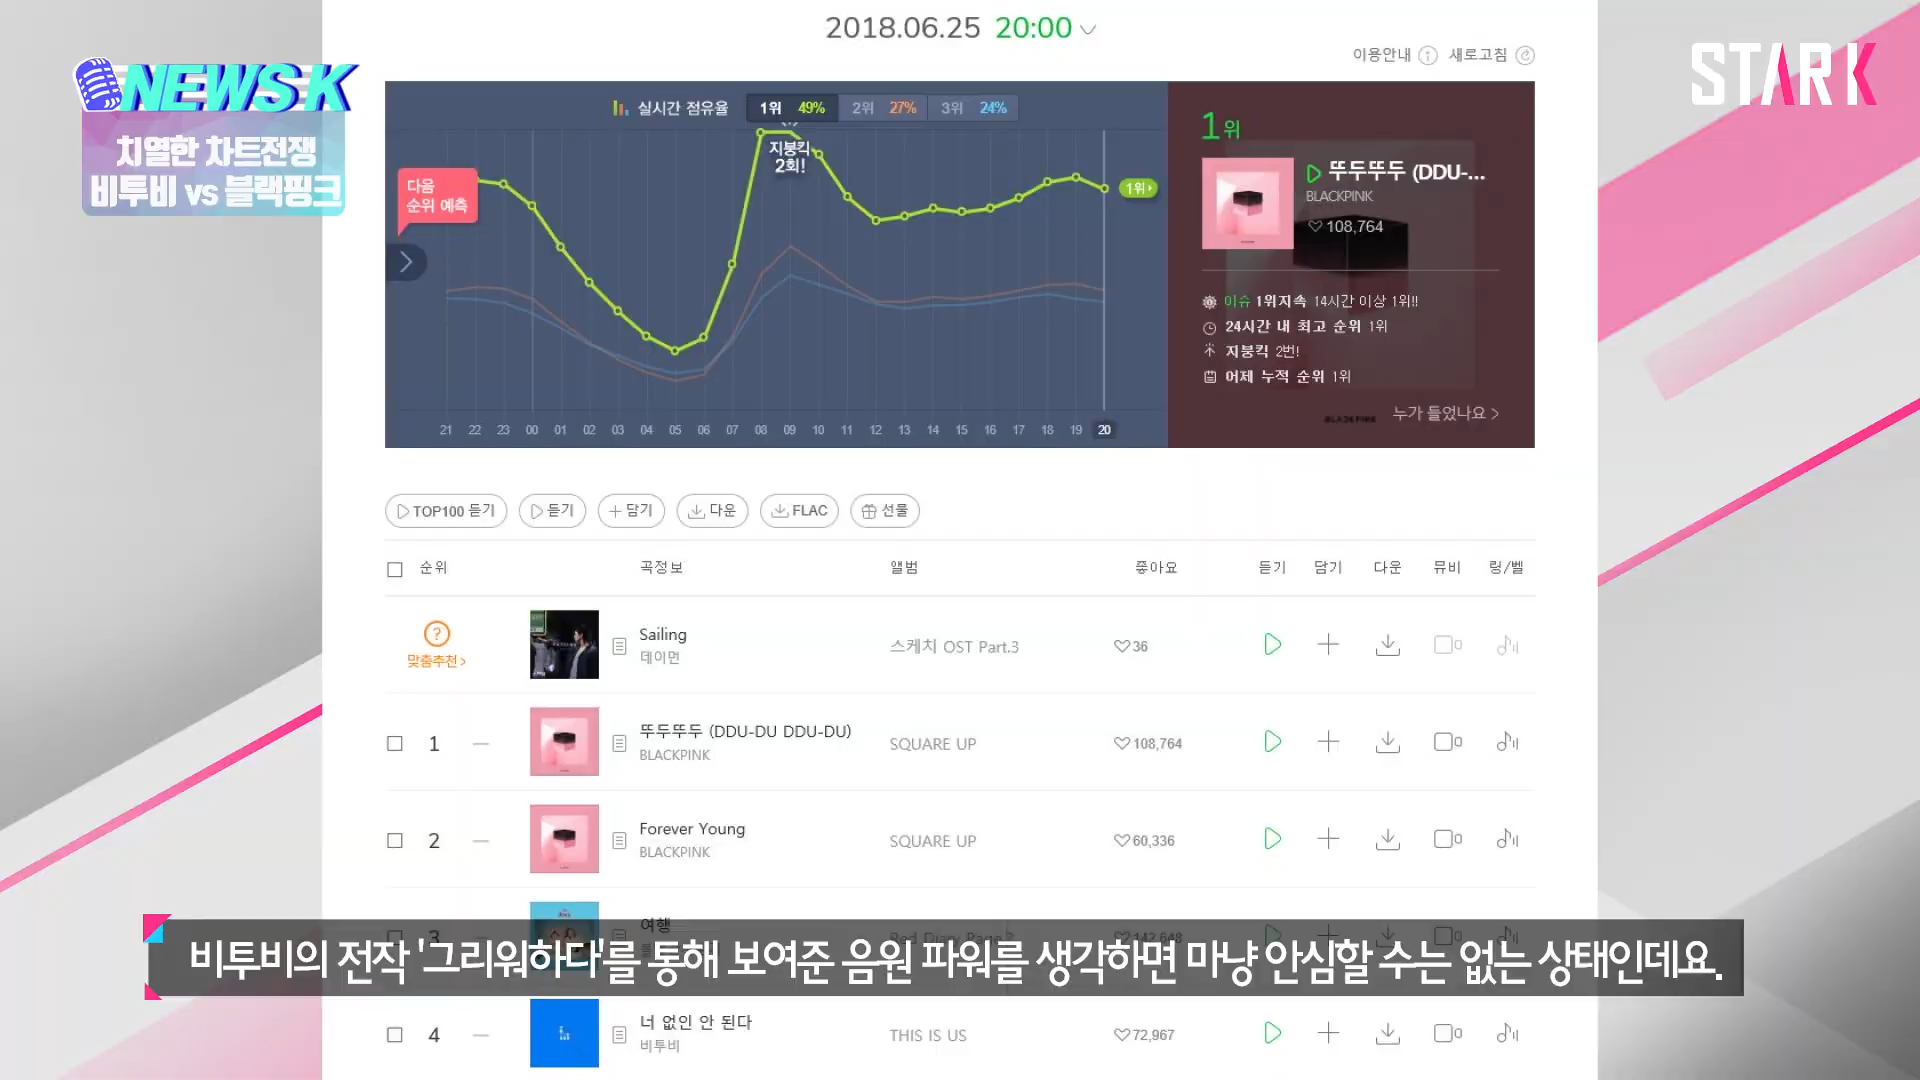 2018.06.25 20:00
이용안내 새로고침
NEWS K
STAR K
치열한 차트전쟁
비투비 vs 블랙핑크
실시간 점유율 1위 49% 2위 27% 3위 24%
지붕킥
2회!
다음
순위 예측
1위
21 22 23 00 01 02 03 04 05 06 07 08 09 10 11 12 13 14 15 16 17 18 19 20
1위
뚜두뚜두 (DDU-...
BLACKPINK
108,764
이슈 1위지속 14시간 이상 1위!!
24시간 내 최고 순위 1위
지붕킥 2번!
어제 누적 순위 1위
BLACKPINK
누가 들었나요 >
TOP100 듣기 듣기 담기 다운 FLAC 선물
순위 곡정보 앨범 좋아요 듣기 담기 다운 뮤비 링/벨
?
맞춤추천 >
Sailing
데이먼
스케치 OST Part.3
36
1
뚜두뚜두 (DDU-DU DDU-DU)
BLACKPINK
SQUARE UP
108,764
2
Forever Young
BLACKPINK
SQUARE UP
60,336
3
여행
비투비의 전작 '그리워하다'를 통해 보여준 음원 파워를 생각하면 마냥 안심할 수는 없는 상태인데요.
4
너 없인 안 된다
비투비
THIS IS US
72,967